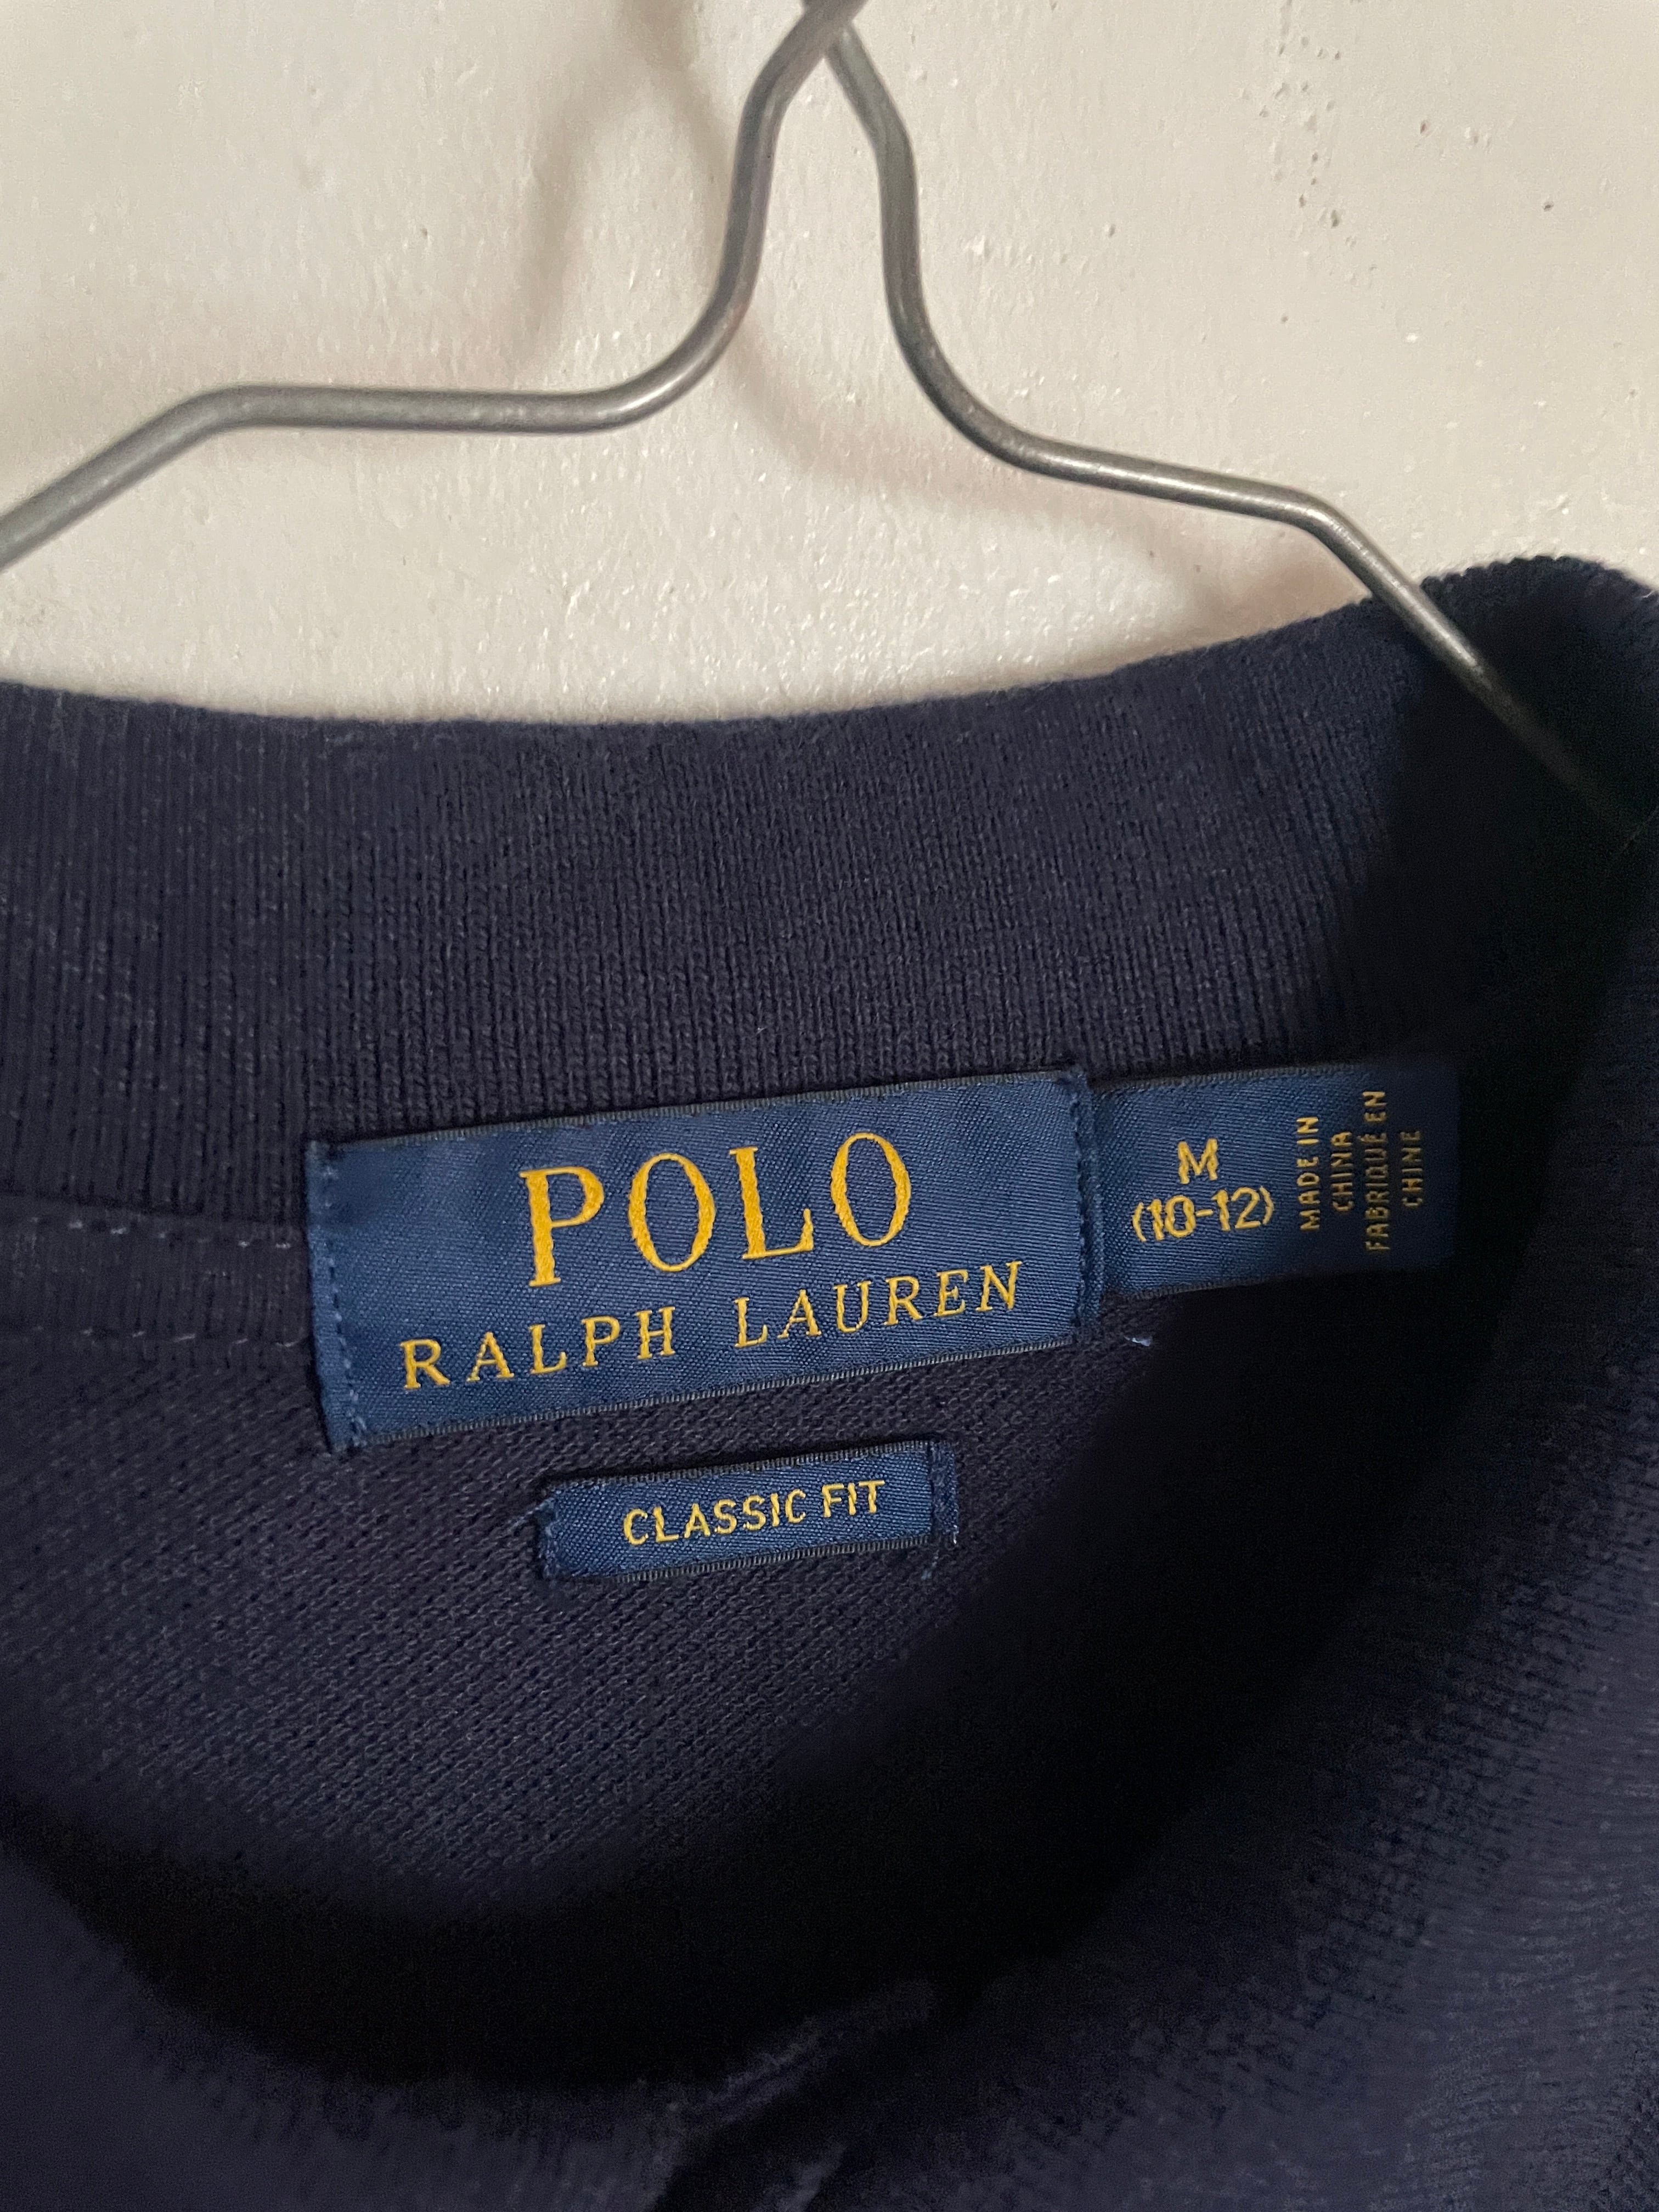 POLO
RALPH LAUREN
M
(10-12)
MADE IN
CHINA
FABRIQUÉ EN
CHINE
CLASSIC FIT